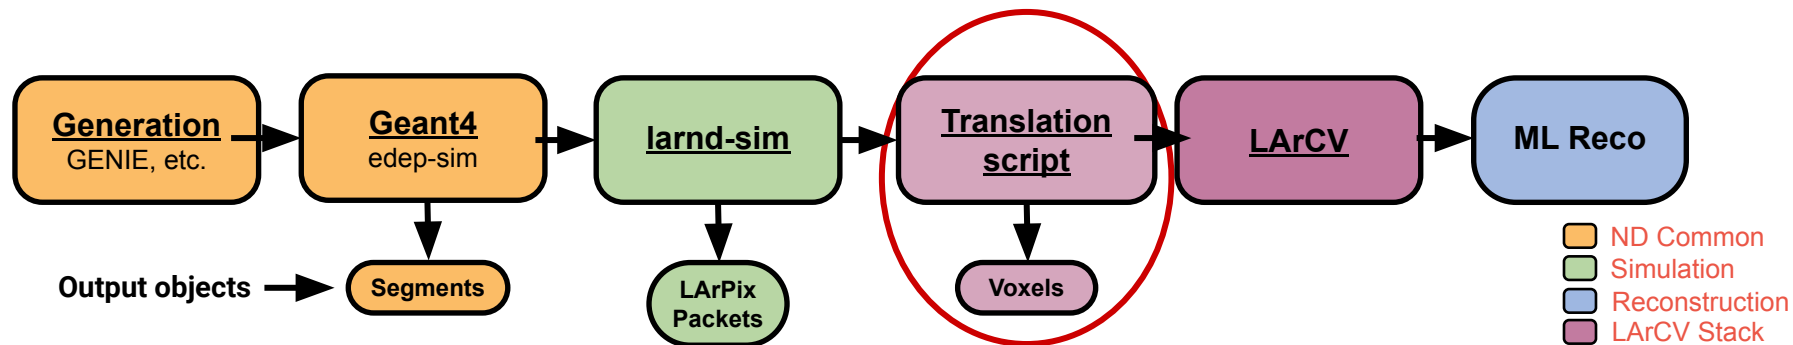 Generation
GENIE, etc.
Geant4
edep-sim
larnd-sim
Translation
script
LArCV
ML Reco
Output objects
Segments
LArPix
Packets
Voxels
ND Common
Simulation
Reconstruction
LArCV Stack